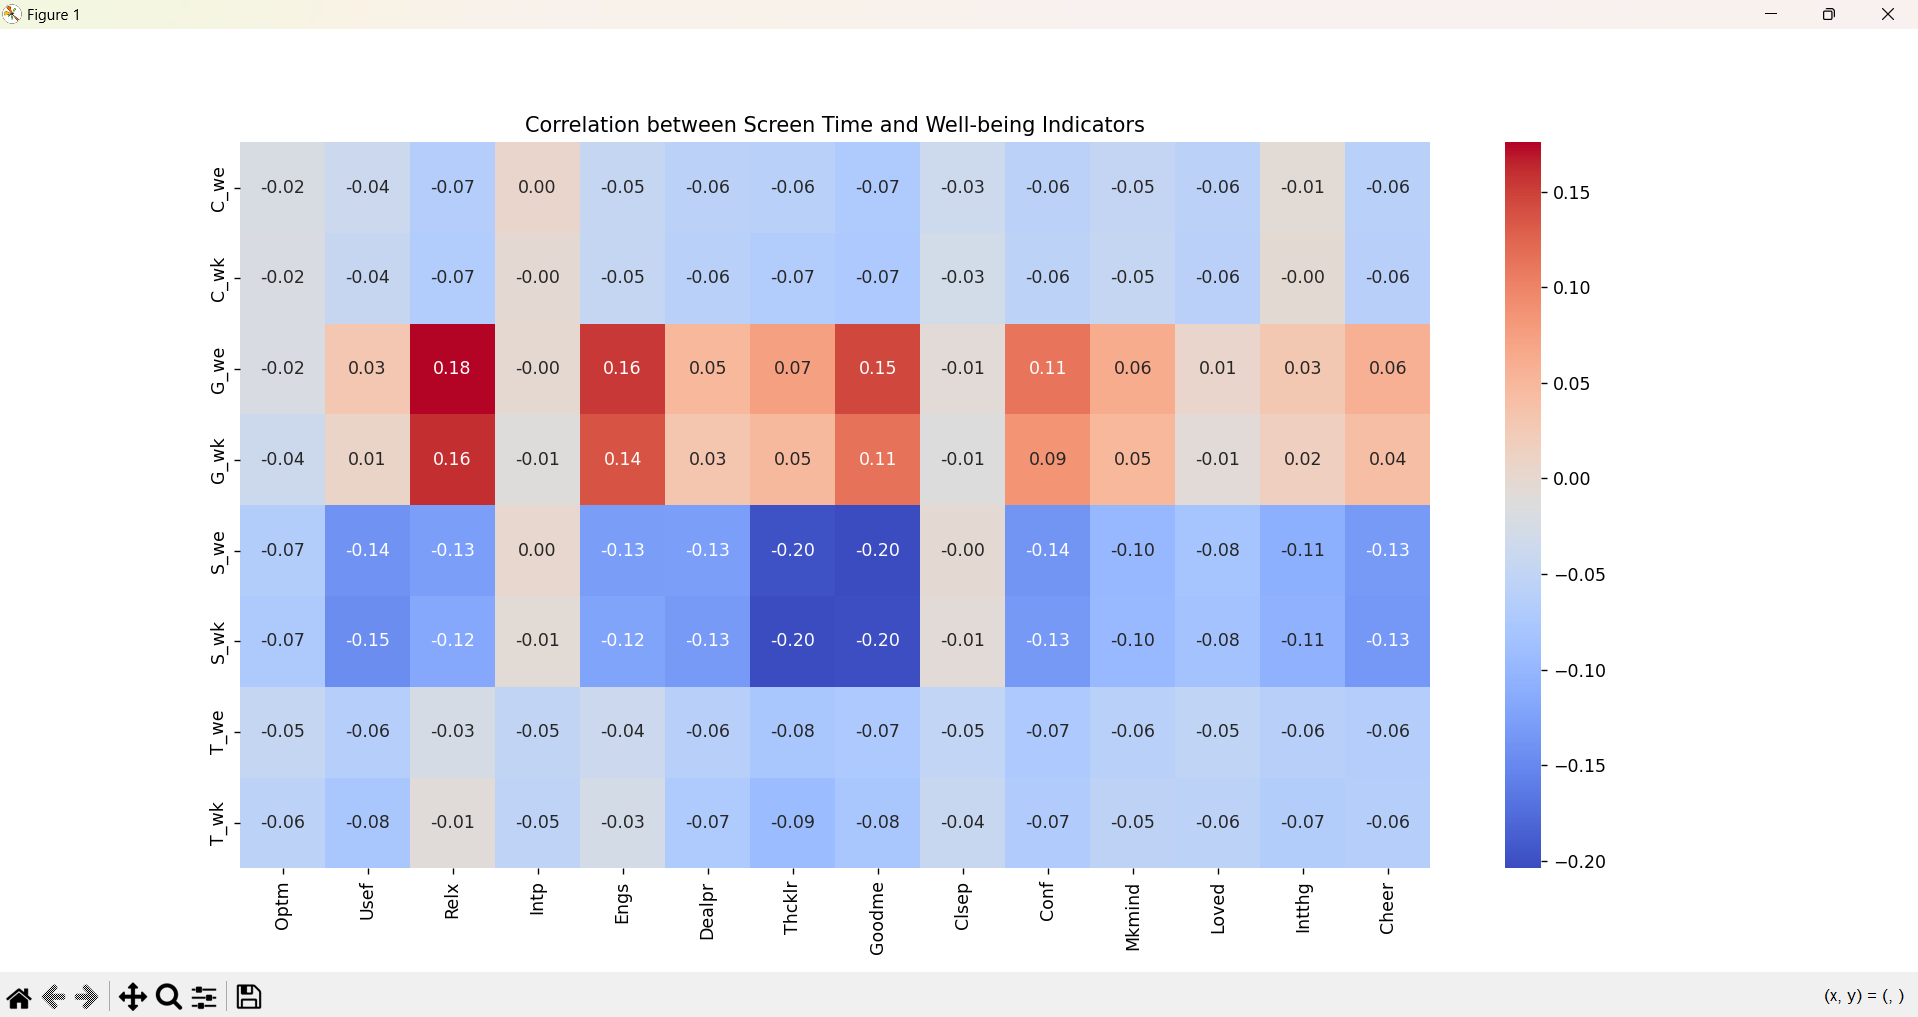 Figure 1
Correlation between Screen Time and Well-being Indicators
C_we -0.02 -0.04 -0.07 0.00 -0.05 -0.06 -0.06 -0.07 -0.03 -0.06 -0.05 -0.06 -0.01 -0.06
C_wk -0.02 -0.04 -0.07 -0.00 -0.05 -0.06 -0.07 -0.07 -0.03 -0.06 -0.05 -0.06 -0.00 -0.06
G_we -0.02 0.03 0.18 -0.00 0.16 0.05 0.07 0.15 -0.01 0.11 0.06 0.01 0.03 0.06
G_wk -0.04 0.01 0.16 -0.01 0.14 0.03 0.05 0.11 -0.01 0.09 0.05 -0.01 0.02 0.04
S_we -0.07 -0.14 -0.13 0.00 -0.13 -0.13 -0.20 -0.20 -0.00 -0.14 -0.10 -0.08 -0.11 -0.13
S_wk -0.07 -0.15 -0.12 -0.01 -0.12 -0.13 -0.20 -0.20 -0.01 -0.13 -0.10 -0.08 -0.11 -0.13
T_we -0.05 -0.06 -0.03 -0.05 -0.04 -0.06 -0.08 -0.07 -0.05 -0.07 -0.06 -0.05 -0.06 -0.06
T_wk -0.06 -0.08 -0.01 -0.05 -0.03 -0.07 -0.09 -0.08 -0.04 -0.07 -0.05 -0.06 -0.07 -0.06
Optm Usef Relx Intp Engs Dealpr Thcklr Goodme Clsep Conf Mkmind Loved Intthg Cheer
0.15
0.10
0.05
0.00
−0.05
−0.10
−0.15
−0.20
(x, y) = (, )